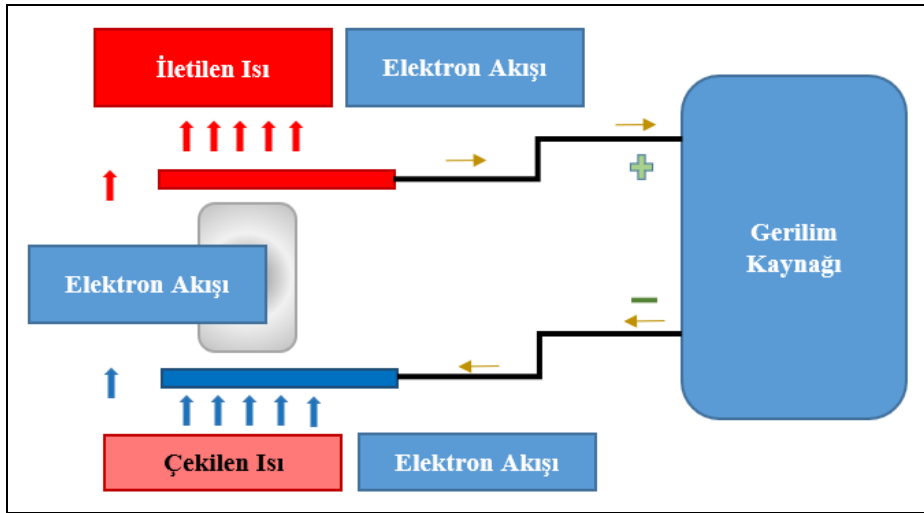 İletilen Isı
Elektron Akışı
+
Elektron Akışı
Gerilim
Kaynağı
−
Çekilen Isı
Elektron Akışı